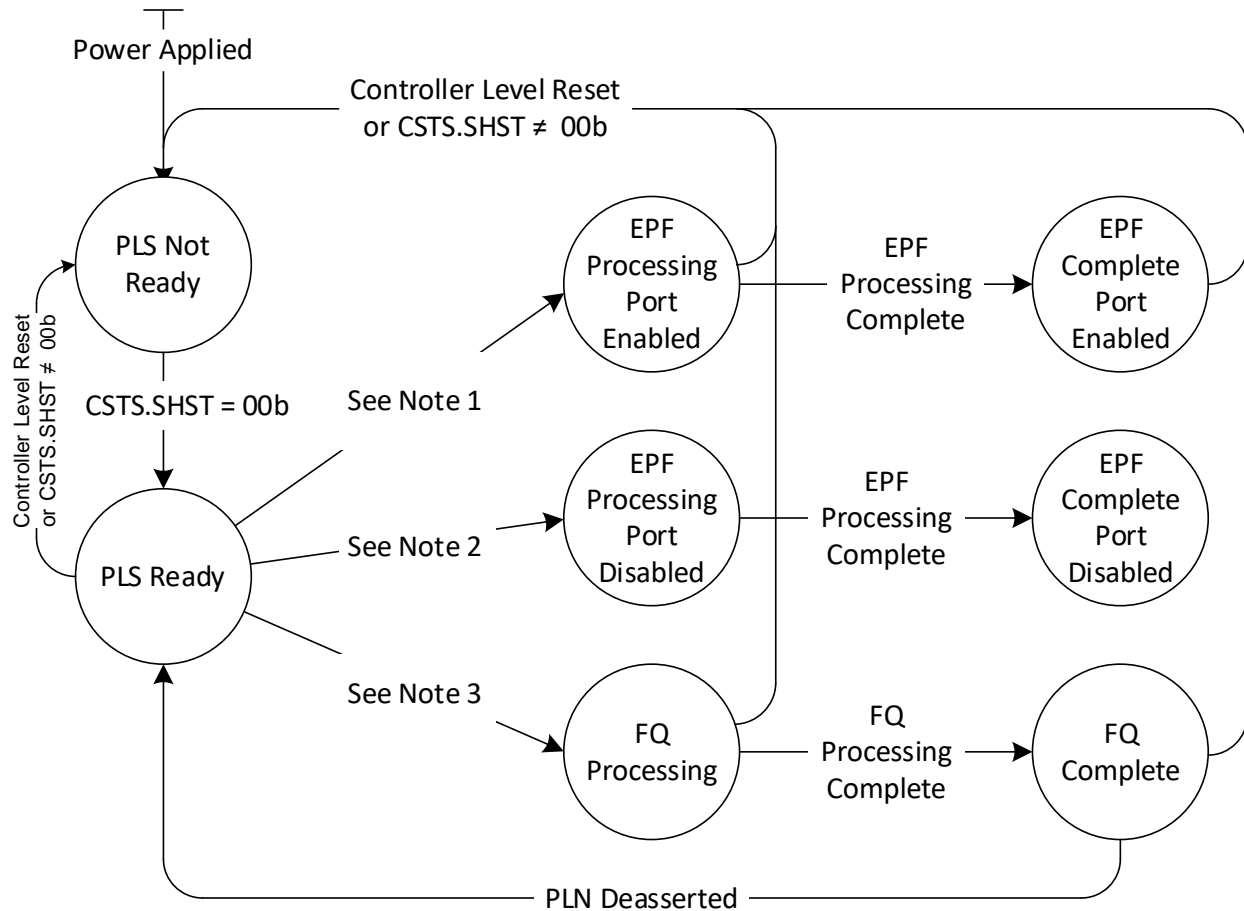 Power Applied
Controller Level Reset
or CSTS.SHST ≠ 00b
PLS Not
Ready
EPF
Processing
Port
Enabled
EPF
Processing
Complete
EPF
Complete
Port
Enabled
Controller Level Reset
or CSTS.SHST ≠ 00b
CSTS.SHST = 00b
See Note 1
PLS Ready
See Note 2
EPF
Processing
Port
Disabled
EPF
Processing
Complete
EPF
Complete
Port
Disabled
See Note 3
FQ
Processing
FQ
Processing
Complete
FQ
Complete
PLN Deasserted